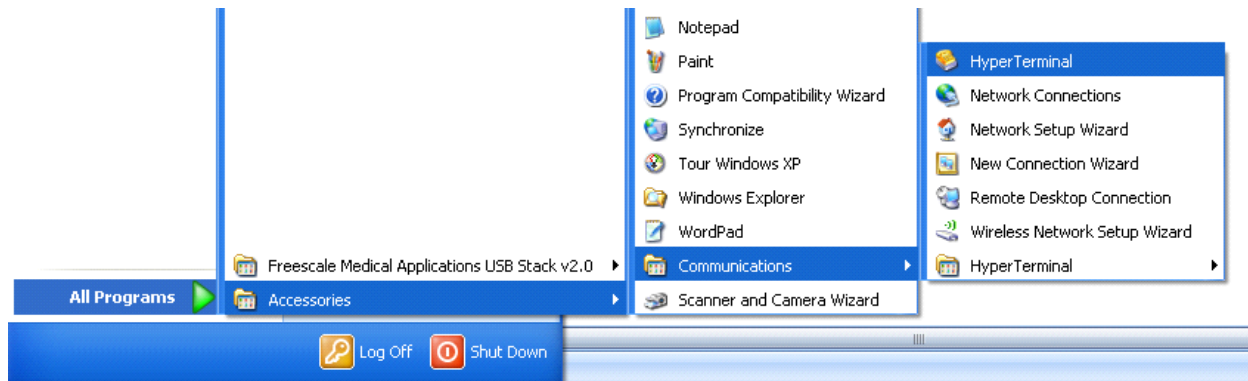 Notepad
Paint
Program Compatibility Wizard
Synchronize
Tour Windows XP
Windows Explorer
WordPad
Communications
Scanner and Camera Wizard
HyperTerminal
Network Connections
Network Setup Wizard
New Connection Wizard
Remote Desktop Connection
Wireless Network Setup Wizard
HyperTerminal
Freescale Medical Applications USB Stack v2.0
Accessories
All Programs
Log Off
Shut Down